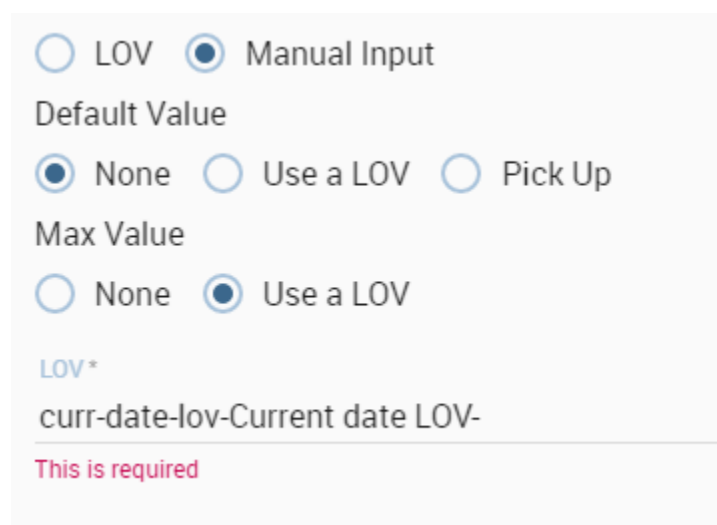 LOV Manual Input
Default Value
None Use a LOV Pick Up
Max Value
None Use a LOV
LOV *
curr-date-lov-Current date LOV-
This is required